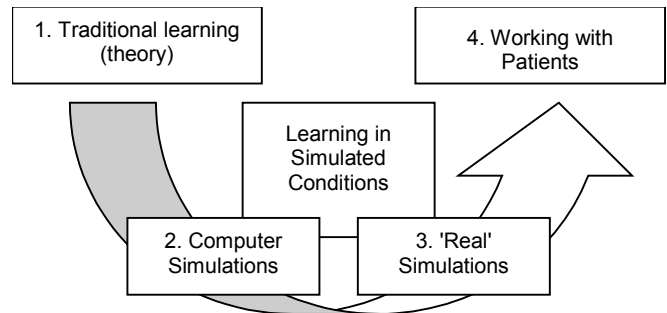 1. Traditional learning
(theory)
4. Working with
Patients
Learning in
Simulated
Conditions
2. Computer
Simulations
3. 'Real'
Simulations